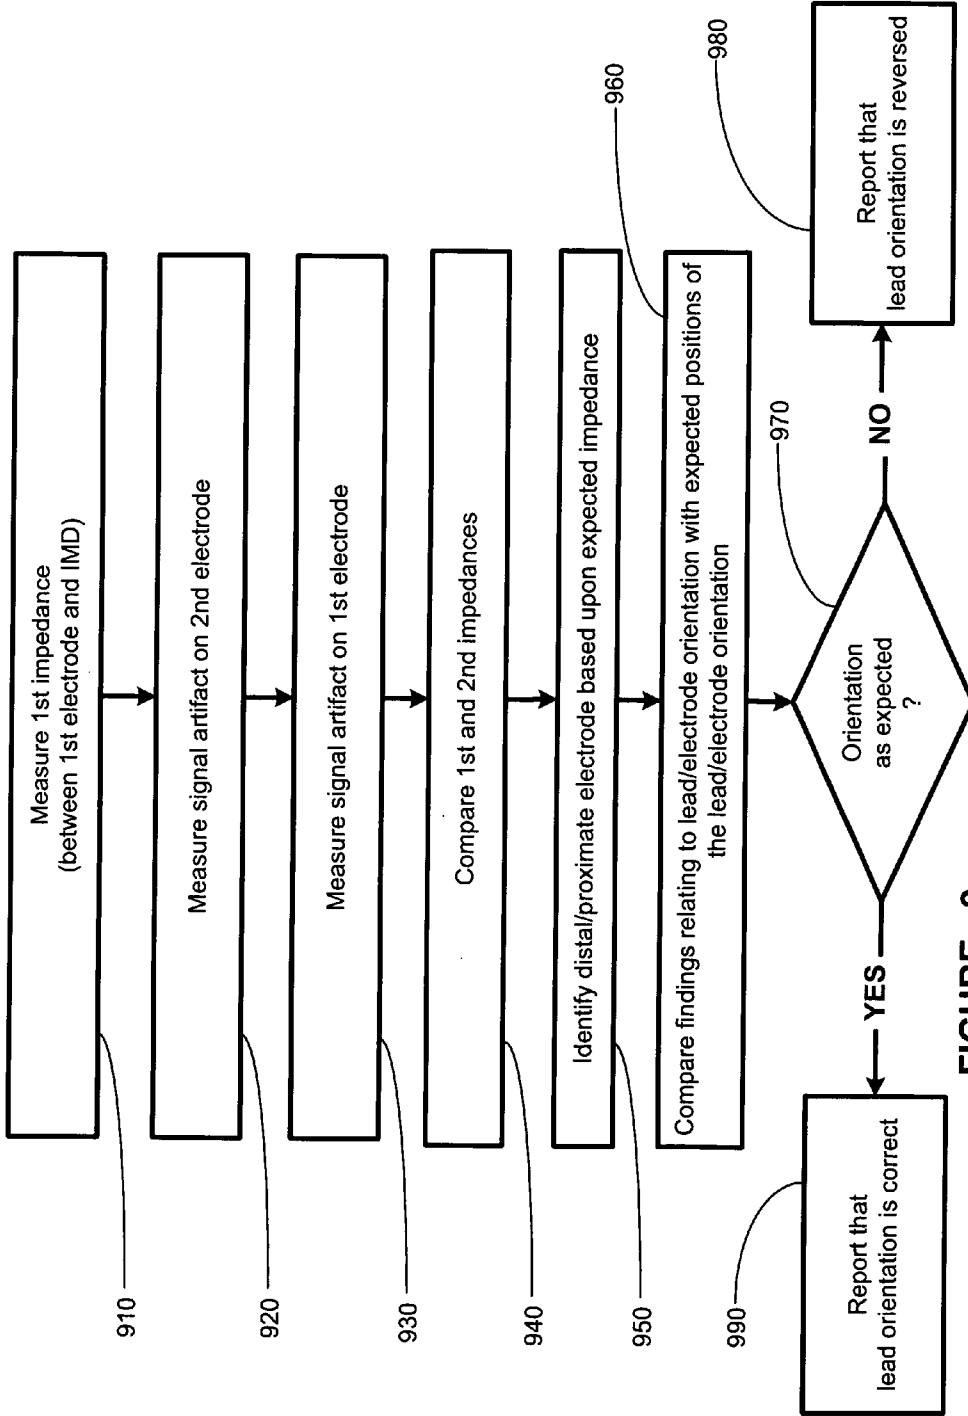 Measure 1st impedance
(between 1st electrode and IMD)
910
Measure signal artifact on 2nd electrode
920
Measure signal artifact on 1st electrode
930
Compare 1st and 2nd impedances
940
Identify distal/proximate electrode based upon expected impedance
950
Compare findings relating to lead/electrode orientation with expected positions of
the lead/electrode orientation
960
Orientation
as expected
?
970
YES
NO
Report that
lead orientation is correct
990
Report that
lead orientation is reversed
980
FIGURE